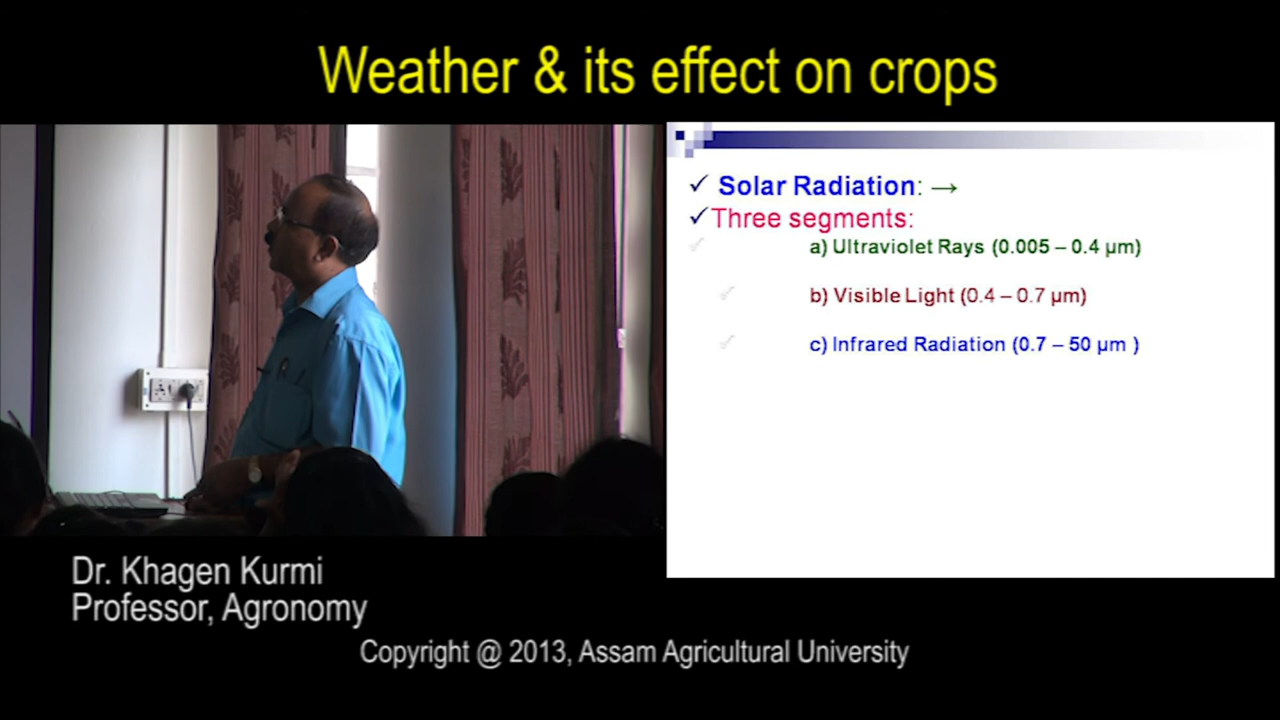 Weather & its effect on crops
✓ Solar Radiation: →
✓ Three segments:
✓ a) Ultraviolet Rays (0.005 – 0.4 µm)
✓ b) Visible Light (0.4 – 0.7 µm)
✓ c) Infrared Radiation (0.7 – 50 µm )
Dr. Khagen Kurmi
Professor, Agronomy
Copyright @ 2013, Assam Agricultural University